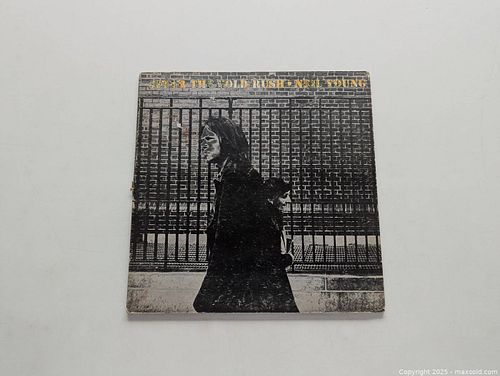 AFTER THE GOLD RUSH • NEIL YOUNG
Copyright 2025 - maxsold.com